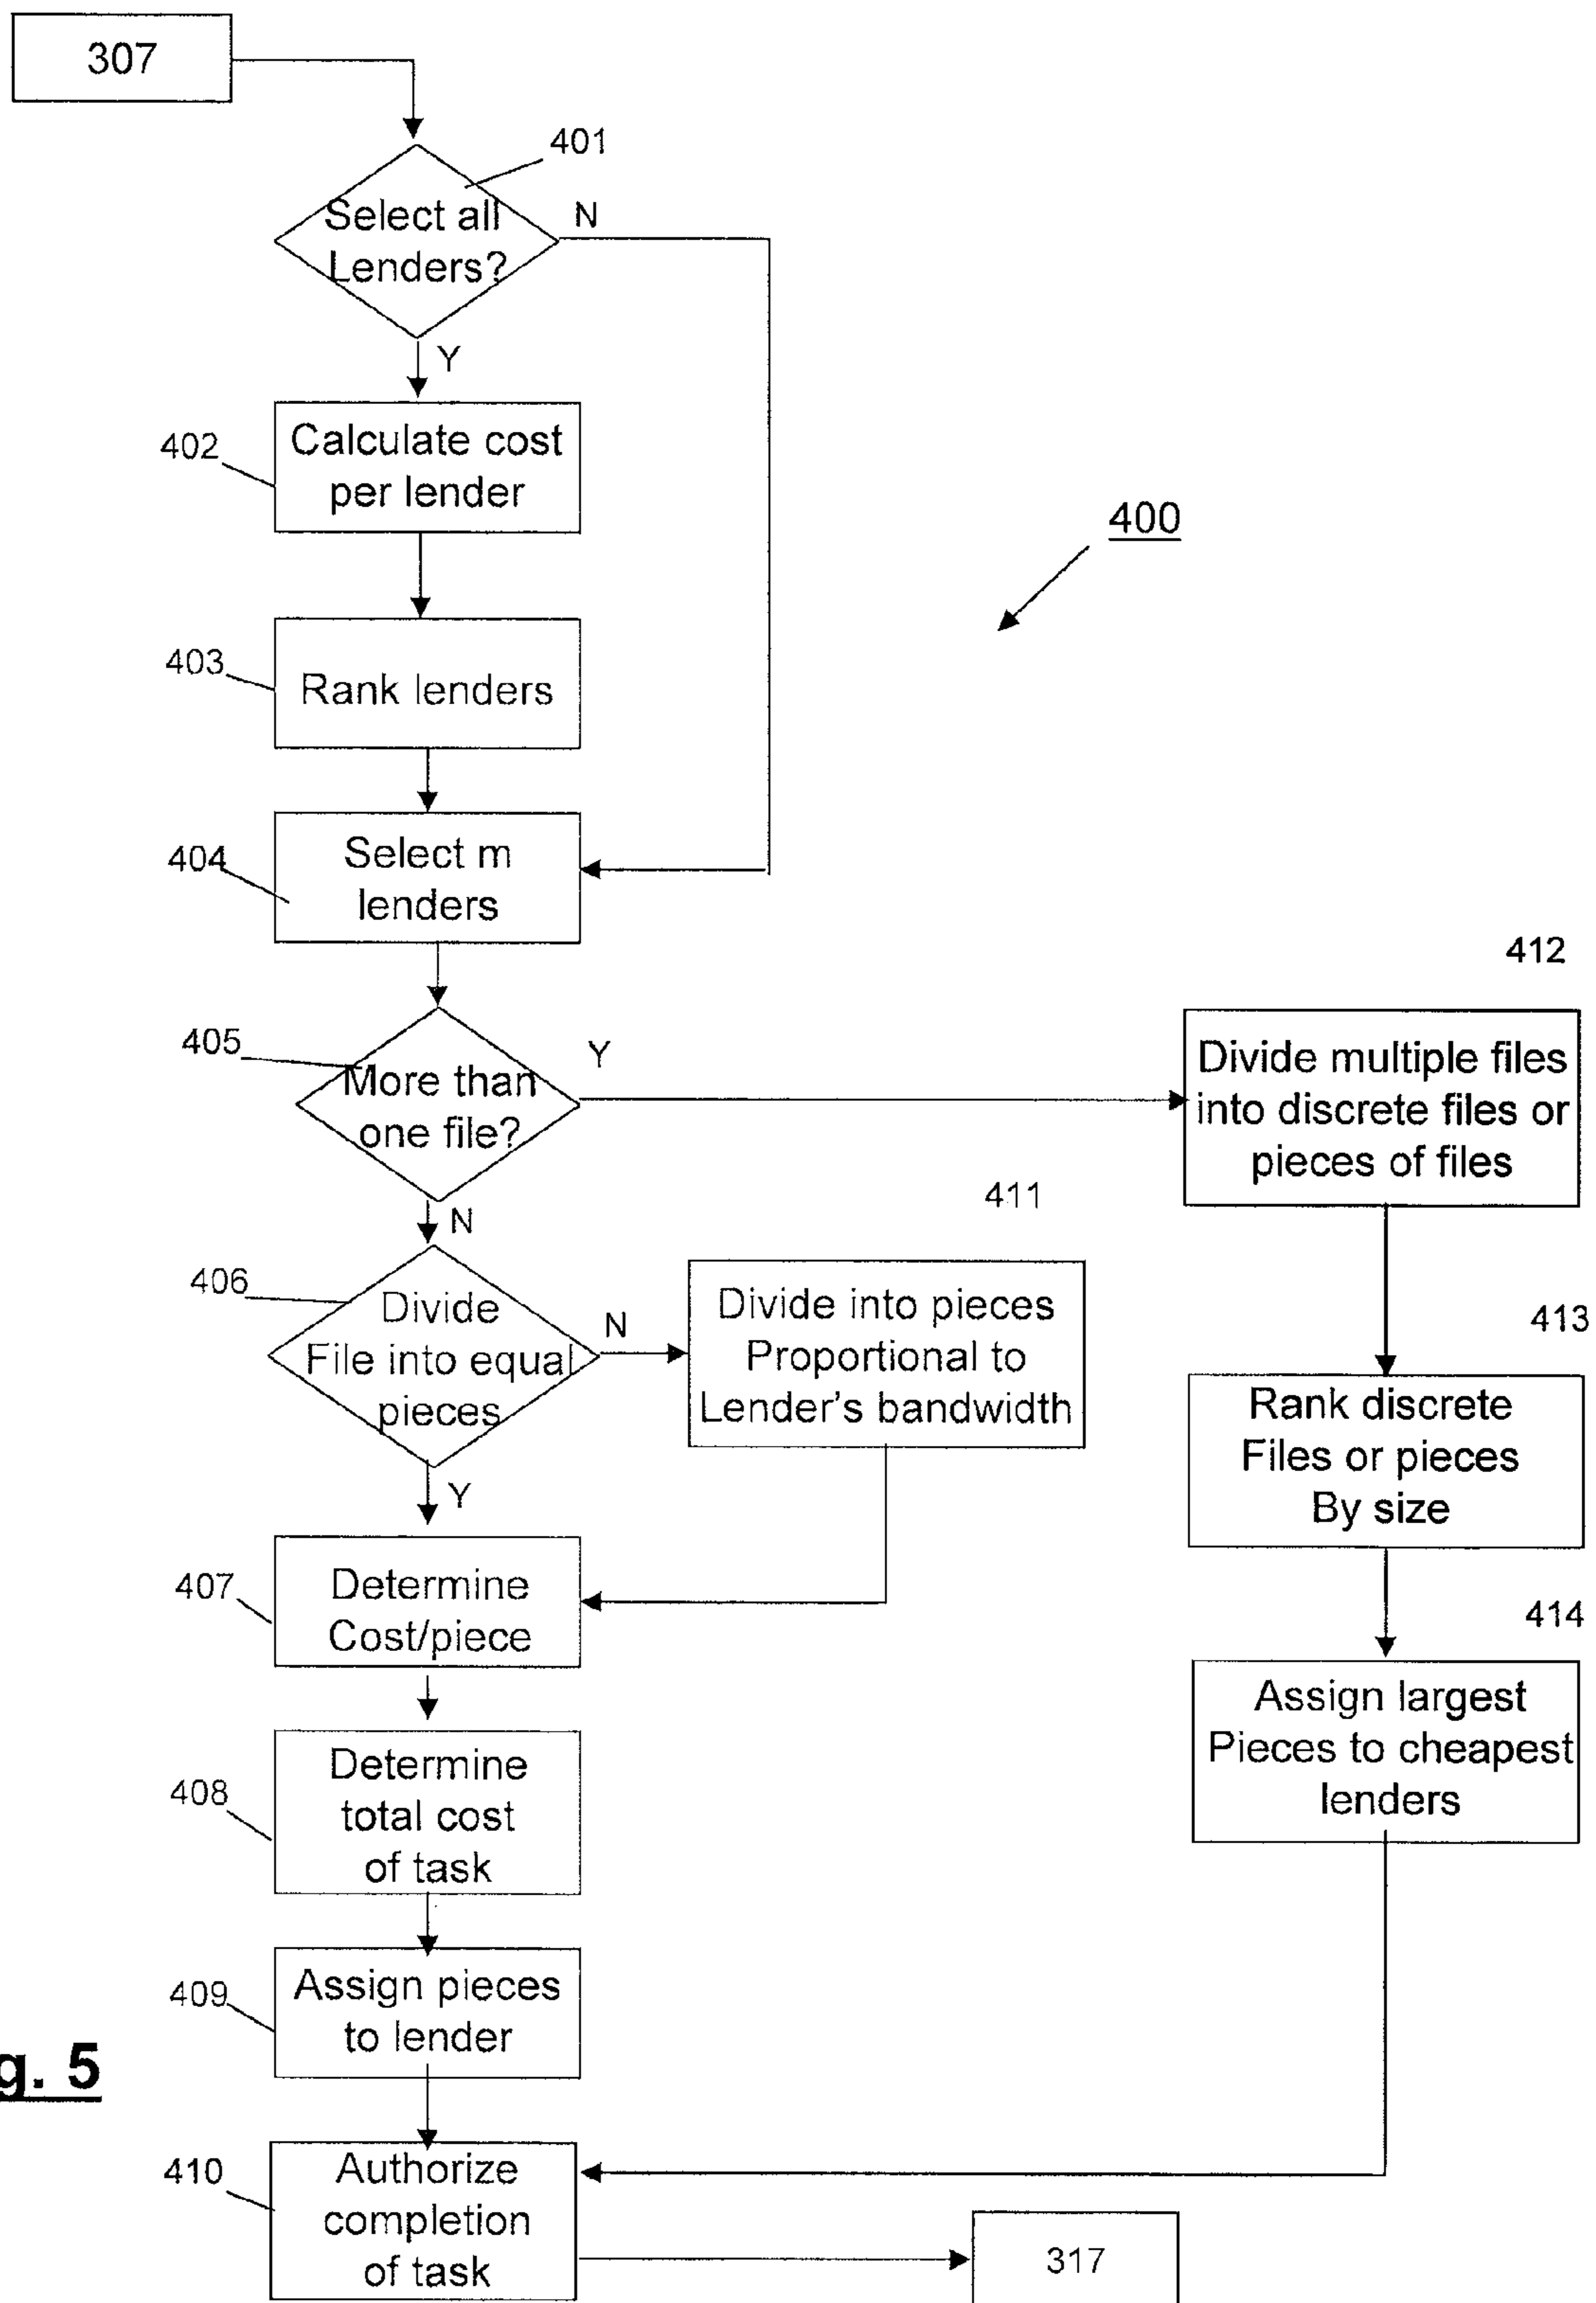 307
401
Select all
Lenders?
N
Y
402
Calculate cost
per lender
400
403
Rank lenders
404
Select m
lenders
412
405
More than
one file?
Y
Divide multiple files
into discrete files or
pieces of files
N
411
406
Divide
File into equal
pieces
N
Divide into pieces
Proportional to
Lender's bandwidth
413
Rank discrete
Files or pieces
By size
Y
407
Determine
Cost/piece
414
Assign largest
Pieces to cheapest
lenders
408
Determine
total cost
of task
409
Assign pieces
to lender
g. 5
410
Authorize
completion
of task
317